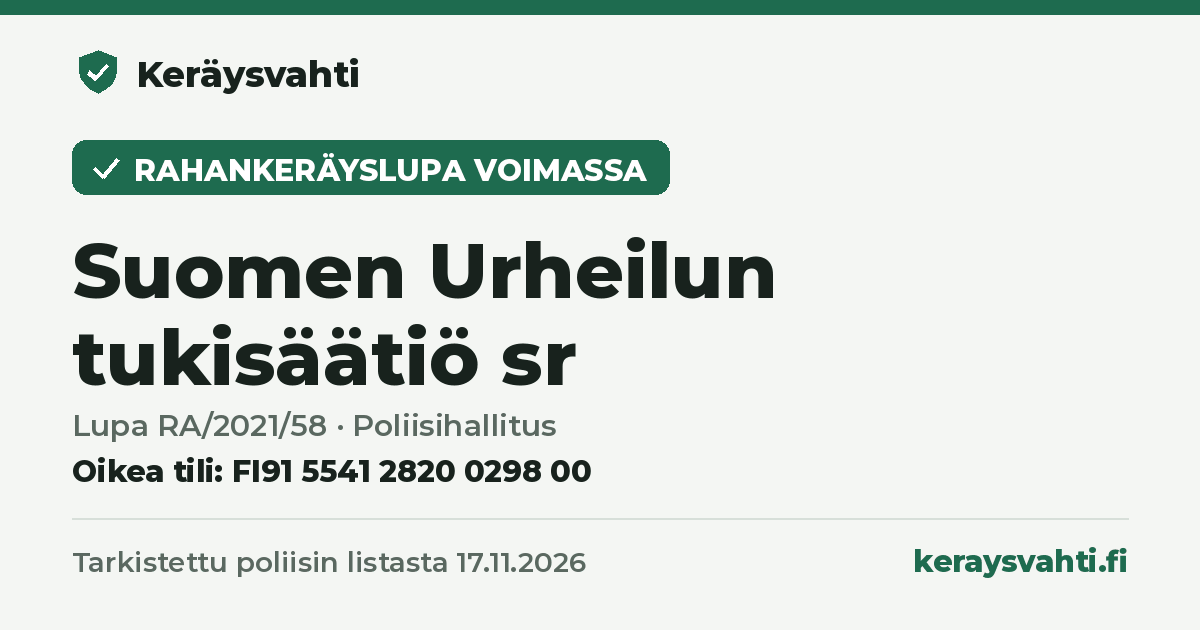 Keräysvahti
RAHANKERÄYSLUPA VOIMASSA
Suomen Urheilun
tukisäätiö sr
Lupa RA/2021/58 · Poliisihallitus
Oikea tili: FI91 5541 2820 0298 00
Tarkistettu poliisin listasta 17.11.2026
keraysvahti.fi